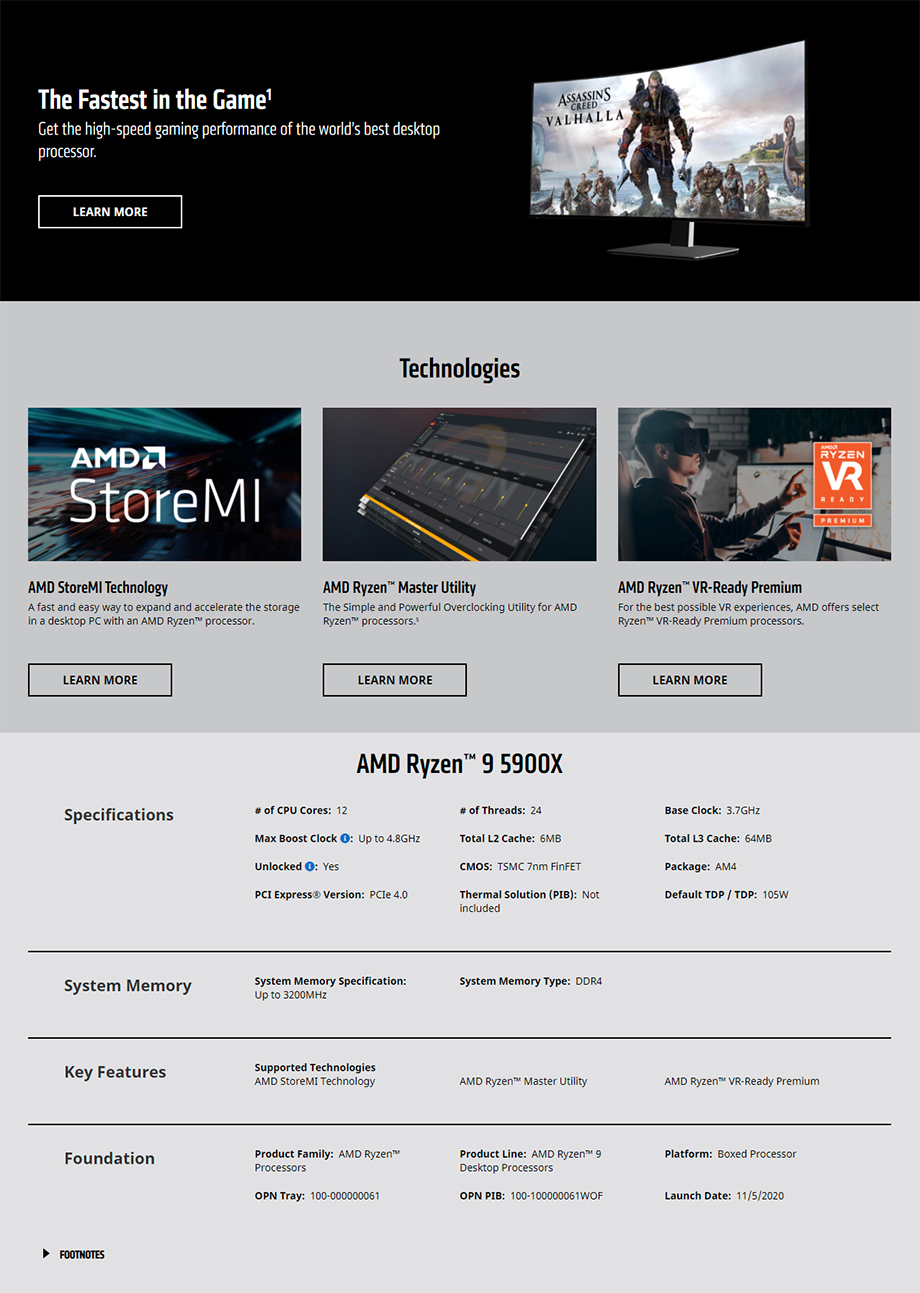 The Fastest in the Game¹
Get the high-speed gaming performance of the world's best desktop
processor.
LEARN MORE
ASSASSIN'S
CREED
VALHALLA
Technologies
AMD
StoreMI
AMD
RYZEN
VR
READY
PREMIUM
AMD StoreMI Technology
A fast and easy way to expand and accelerate the storage
in a desktop PC with an AMD Ryzen™ processor.
LEARN MORE
AMD Ryzen™ Master Utility
The Simple and Powerful Overclocking Utility for AMD
Ryzen™ processors.⁵
LEARN MORE
AMD Ryzen™ VR-Ready Premium
For the best possible VR experiences, AMD offers select
Ryzen™ VR-Ready Premium processors.
LEARN MORE
AMD Ryzen™ 9 5900X
Specifications
# of CPU Cores: 12
# of Threads: 24
Base Clock: 3.7GHz
Max Boost Clock : Up to 4.8GHz
Total L2 Cache: 6MB
Total L3 Cache: 64MB
Unlocked : Yes
CMOS: TSMC 7nm FinFET
Package: AM4
PCI Express® Version: PCIe 4.0
Thermal Solution (PIB): Not
included
Default TDP / TDP: 105W
System Memory
System Memory Specification:
Up to 3200MHz
System Memory Type: DDR4
Key Features
Supported Technologies
AMD StoreMI Technology
AMD Ryzen™ Master Utility
AMD Ryzen™ VR-Ready Premium
Foundation
Product Family: AMD Ryzen™
Processors
Product Line: AMD Ryzen™ 9
Desktop Processors
Platform: Boxed Processor
OPN Tray: 100-000000061
OPN PIB: 100-100000061WOF
Launch Date: 11/5/2020
FOOTNOTES